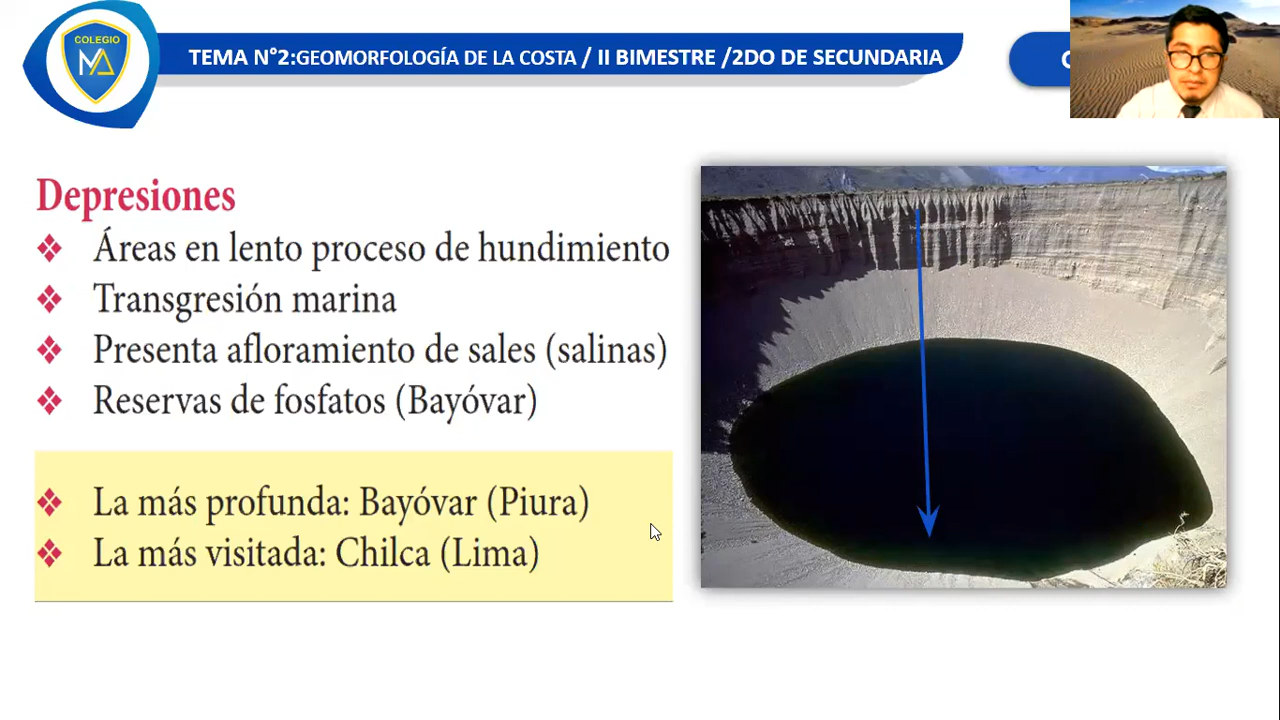 COLEGIO
TEMA N°2:GEOMORFOLOGÍA DE LA COSTA / II BIMESTRE /2DO DE SECUNDARIA
Depresiones
❖ Áreas en lento proceso de hundimiento
❖ Transgresión marina
❖ Presenta afloramiento de sales (salinas)
❖ Reservas de fosfatos (Bayóvar)
❖ La más profunda: Bayóvar (Piura)
❖ La más visitada: Chilca (Lima)